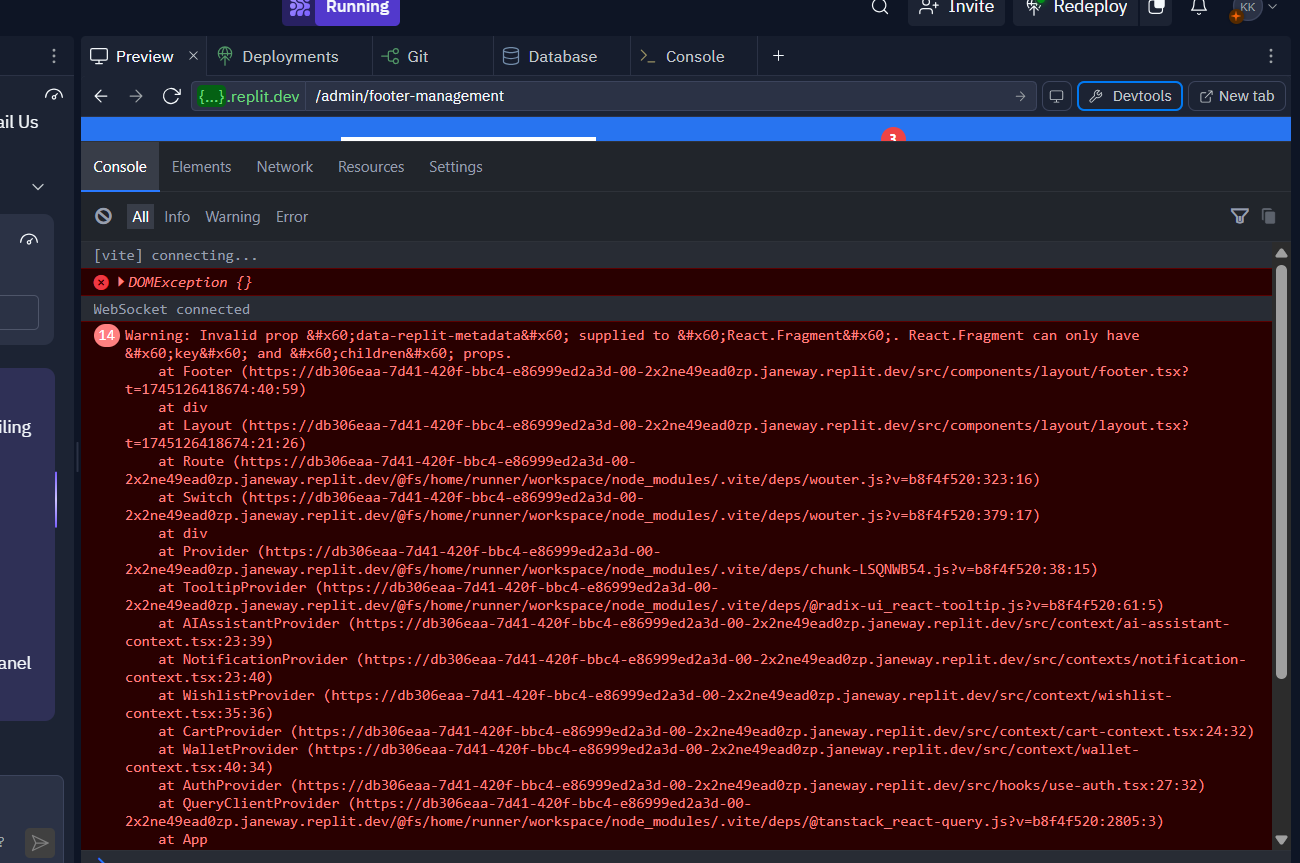 Running
Invite
Redeploy
KK
Preview
Deployments
Git
Database
Console
{...}.replit.dev
/admin/footer-management
Devtools
New tab
ail Us
3
Console
Elements
Network
Resources
Settings
All
Info
Warning
Error
[vite] connecting...
DOMException {}
WebSocket connected
14
Warning: Invalid prop &#x60;data-replit-metadata&#x60; supplied to &#x60;React.Fragment&#x60;. React.Fragment can only have
&#x60;key&#x60; and &#x60;children&#x60; props.
at Footer (https://db306eaa-7d41-420f-bbc4-e86999ed2a3d-00-2x2ne49ead0zp.janeway.replit.dev/src/components/layout/footer.tsx?
t=1745126418674:40:59)
at div
at Layout (https://db306eaa-7d41-420f-bbc4-e86999ed2a3d-00-2x2ne49ead0zp.janeway.replit.dev/src/components/layout/layout.tsx?
t=1745126418674:21:26)
at Route (https://db306eaa-7d41-420f-bbc4-e86999ed2a3d-00-
2x2ne49ead0zp.janeway.replit.dev/@fs/home/runner/workspace/node_modules/.vite/deps/wouter.js?v=b8f4f520:323:16)
at Switch (https://db306eaa-7d41-420f-bbc4-e86999ed2a3d-00-
2x2ne49ead0zp.janeway.replit.dev/@fs/home/runner/workspace/node_modules/.vite/deps/wouter.js?v=b8f4f520:379:17)
at div
at Provider (https://db306eaa-7d41-420f-bbc4-e86999ed2a3d-00-
2x2ne49ead0zp.janeway.replit.dev/@fs/home/runner/workspace/node_modules/.vite/deps/chunk-LSQNWB54.js?v=b8f4f520:38:15)
at TooltipProvider (https://db306eaa-7d41-420f-bbc4-e86999ed2a3d-00-
2x2ne49ead0zp.janeway.replit.dev/@fs/home/runner/workspace/node_modules/.vite/deps/@radix-ui_react-tooltip.js?v=b8f4f520:61:5)
at AIAssistantProvider (https://db306eaa-7d41-420f-bbc4-e86999ed2a3d-00-2x2ne49ead0zp.janeway.replit.dev/src/context/ai-assistant-
context.tsx:23:39)
at NotificationProvider (https://db306eaa-7d41-420f-bbc4-e86999ed2a3d-00-2x2ne49ead0zp.janeway.replit.dev/src/contexts/notification-
context.tsx:23:40)
at WishlistProvider (https://db306eaa-7d41-420f-bbc4-e86999ed2a3d-00-2x2ne49ead0zp.janeway.replit.dev/src/context/wishlist-
context.tsx:35:36)
at CartProvider (https://db306eaa-7d41-420f-bbc4-e86999ed2a3d-00-2x2ne49ead0zp.janeway.replit.dev/src/context/cart-context.tsx:24:32)
at WalletProvider (https://db306eaa-7d41-420f-bbc4-e86999ed2a3d-00-2x2ne49ead0zp.janeway.replit.dev/src/context/wallet-
context.tsx:40:34)
at AuthProvider (https://db306eaa-7d41-420f-bbc4-e86999ed2a3d-00-2x2ne49ead0zp.janeway.replit.dev/src/hooks/use-auth.tsx:27:32)
at QueryClientProvider (https://db306eaa-7d41-420f-bbc4-e86999ed2a3d-00-
2x2ne49ead0zp.janeway.replit.dev/@fs/home/runner/workspace/node_modules/.vite/deps/@tanstack_react-query.js?v=b8f4f520:2805:3)
at App
iling
anel
?